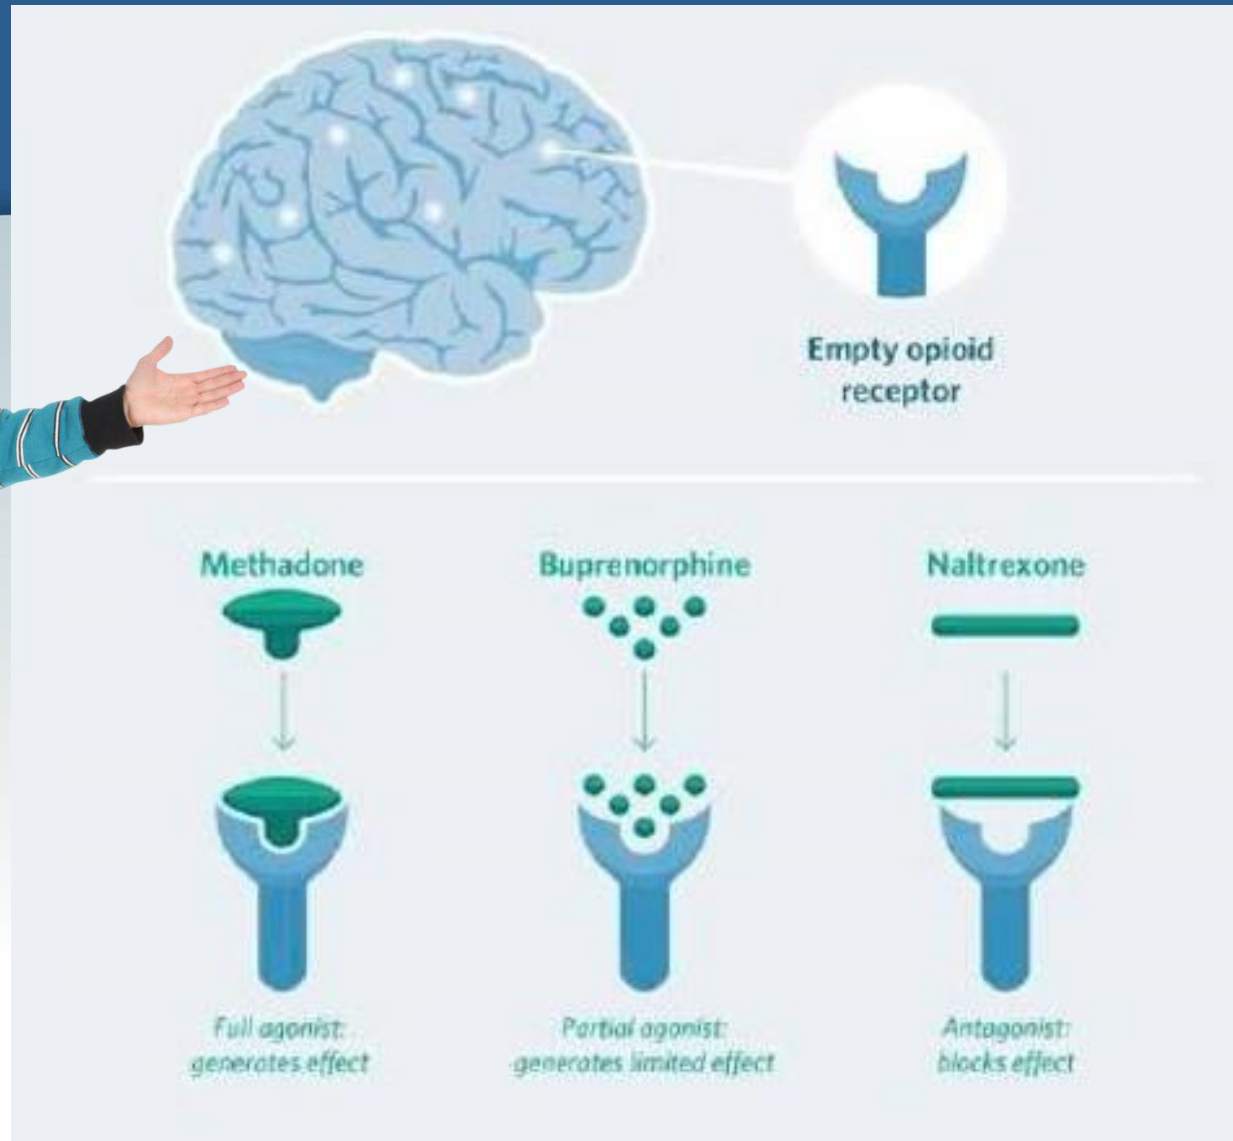 Empty opioid
receptor
Methadone
Buprenorphine
Naltrexone
Full agonist:
generates effect
Partial agonist:
generates limited effect
Antagonist:
blocks effect